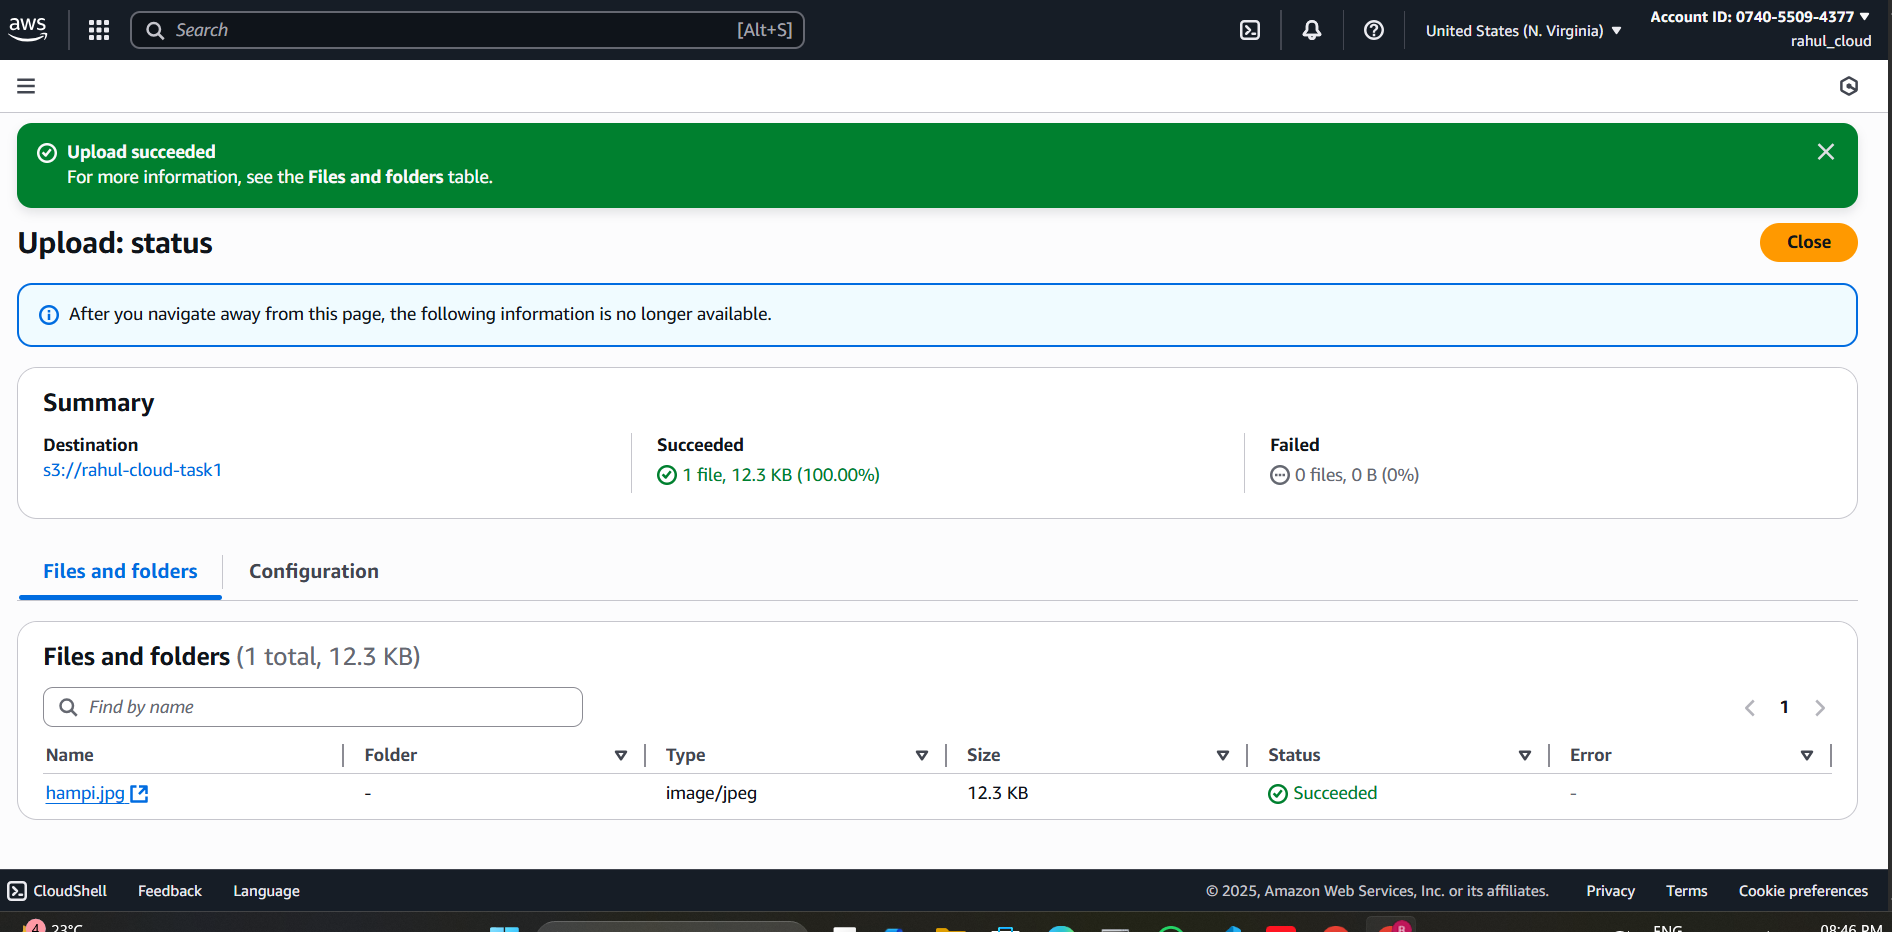 aws
Search
[Alt+S]
United States (N. Virginia)
Account ID: 0740-5509-4377
rahul_cloud
Upload succeeded
For more information, see the Files and folders table.
Upload: status
Close
After you navigate away from this page, the following information is no longer available.
Summary
Destination
s3://rahul-cloud-task1
Succeeded
1 file, 12.3 KB (100.00%)
Failed
0 files, 0 B (0%)
Files and folders
Configuration
Files and folders (1 total, 12.3 KB)
Find by name
1
Name Folder Type Size Status Error
hampi.jpg - image/jpeg 12.3 KB Succeeded -
CloudShell Feedback Language
© 2025, Amazon Web Services, Inc. or its affiliates. Privacy Terms Cookie preferences
4 23°C
ENG
08:46 PM